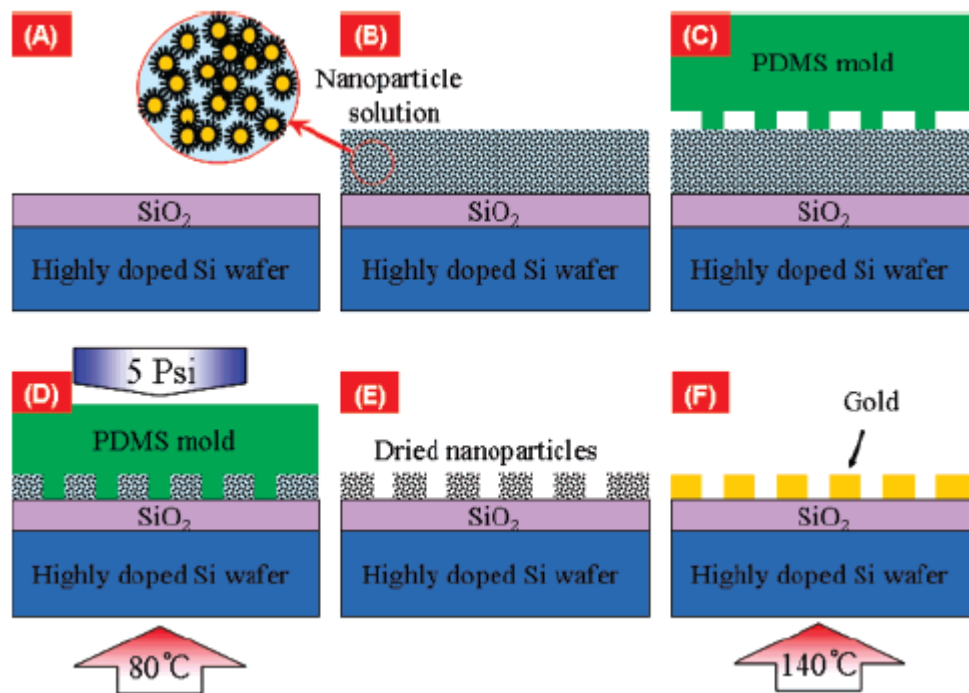 (A)
SiO₂
Highly doped Si wafer
(B)
Nanoparticle
solution
SiO₂
Highly doped Si wafer
(C)
PDMS mold
SiO₂
Highly doped Si wafer
(D)
5 Psi
PDMS mold
SiO₂
Highly doped Si wafer
80℃
(E)
Dried nanoparticles
SiO₂
Highly doped Si wafer
(F)
Gold
SiO₂
Highly doped Si wafer
140℃